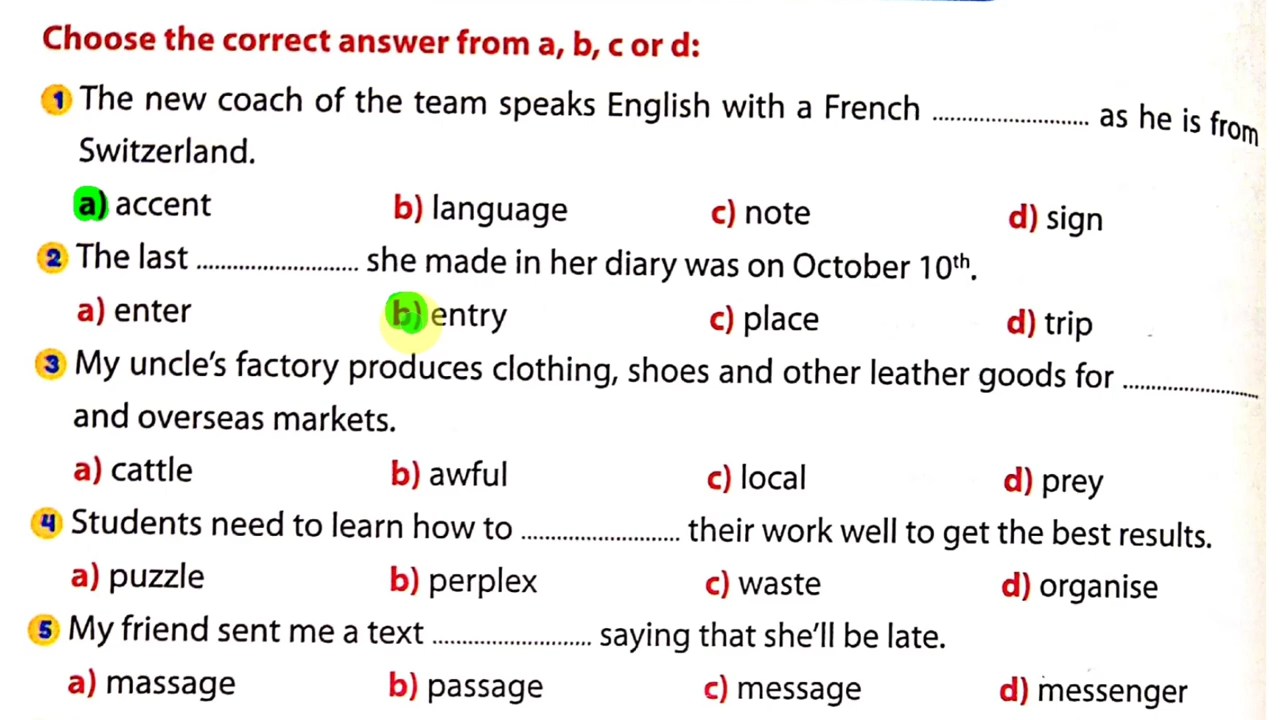 Choose the correct answer from a, b, c or d:
1 The new coach of the team speaks English with a French .......................... as he is from
Switzerland.
a) accent b) language c) note d) sign
2 The last .......................... she made in her diary was on October 10th.
a) enter b) entry c) place d) trip
3 My uncle's factory produces clothing, shoes and other leather goods for ......................
and overseas markets.
a) cattle b) awful c) local d) prey
4 Students need to learn how to .......................... their work well to get the best results.
a) puzzle b) perplex c) waste d) organise
5 My friend sent me a text .......................... saying that she'll be late.
a) massage b) passage c) message d) messenger